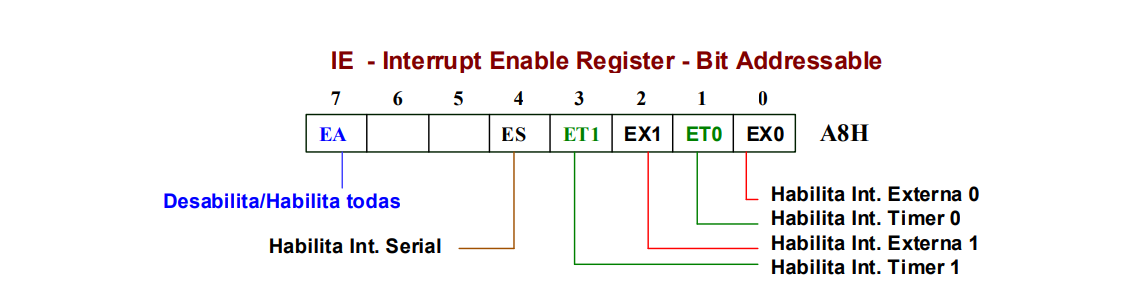 IE - Interrupt Enable Register - Bit Addressable
7 6 5 4 3 2 1 0
EA ES ET1 EX1 ET0 EX0 A8H
Desabilita/Habilita todas
Habilita Int. Externa 0
Habilita Int. Timer 0
Habilita Int. Serial
Habilita Int. Externa 1
Habilita Int. Timer 1